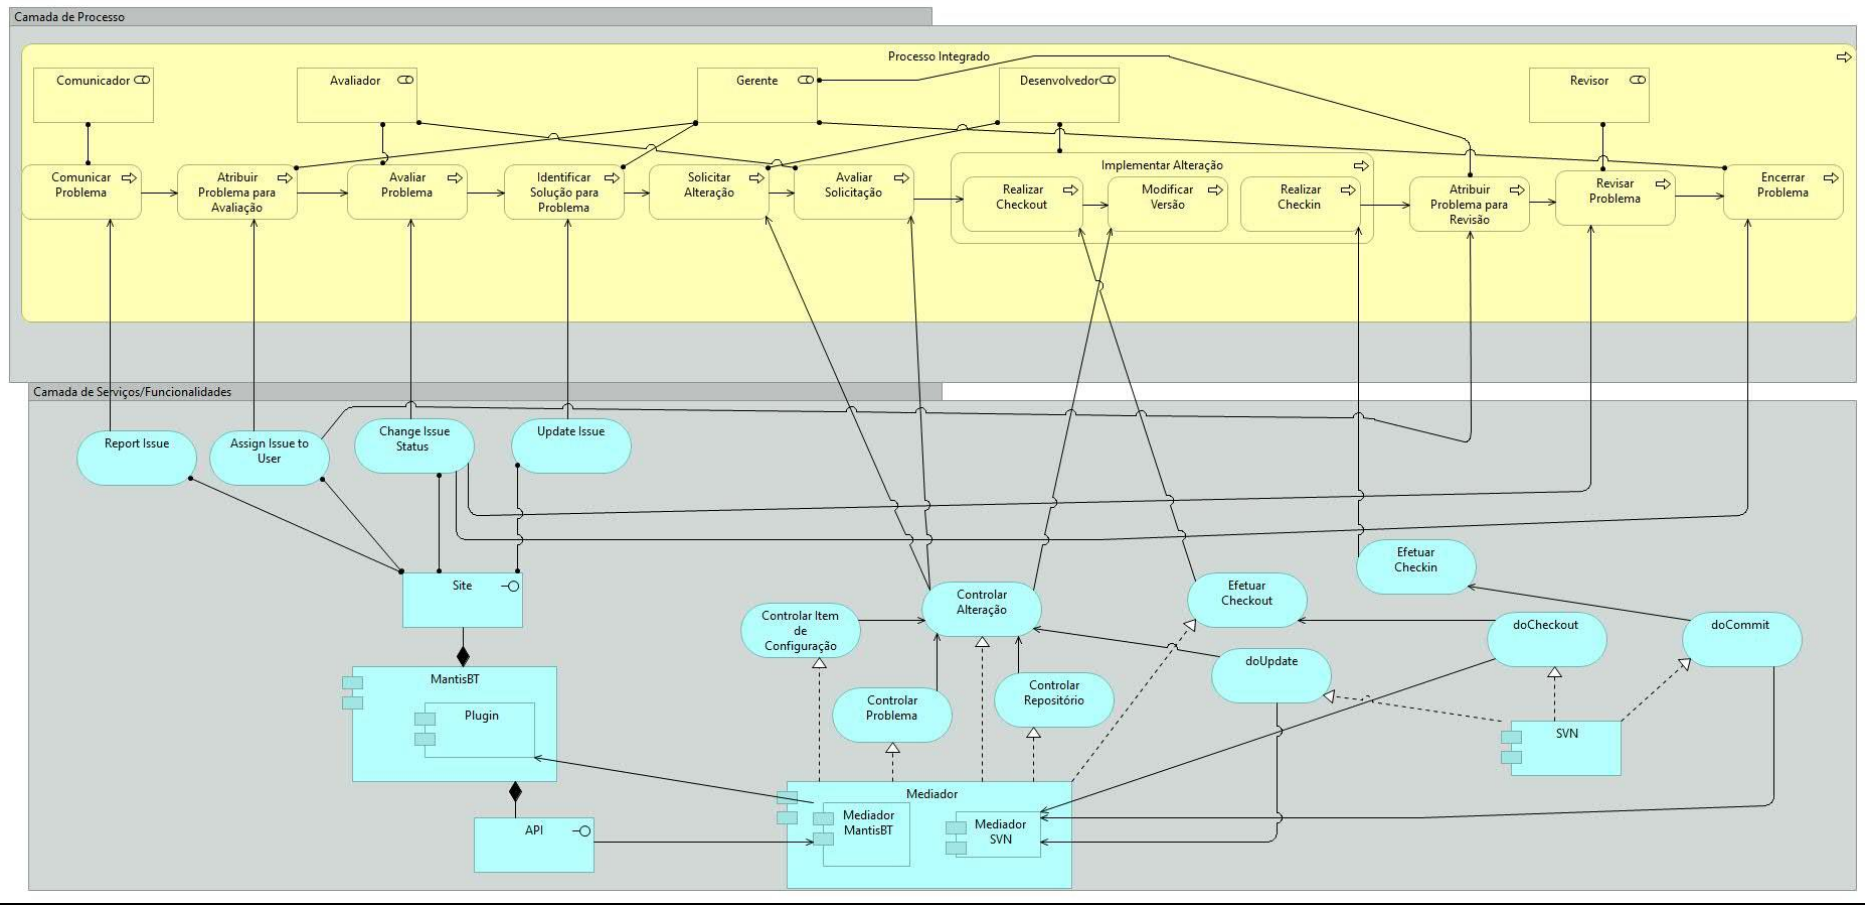 Camada de Processo
Processo Integrado
Comunicador
Avaliador
Gerente
Desenvolvedor
Revisor
Comunicar
Problema
Atribuir
Problema para
Avaliação
Avaliar
Problema
Identificar
Solução para
Problema
Solicitar
Alteração
Avaliar
Solicitação
Implementar Alteração
Realizar
Checkout
Modificar
Versão
Realizar
Checkin
Atribuir
Problema para
Revisão
Revisar
Problema
Encerrar
Problema
Camada de Serviços/Funcionalidades
Report Issue
Assign Issue to
User
Change Issue
Status
Update Issue
Efetuar
Checkin
Site
Controlar
Alteração
Efetuar
Checkout
Controlar Item
de
Configuração
doCheckout
doCommit
doUpdate
MantisBT
Plugin
Controlar
Problema
Controlar
Repositório
SVN
Mediador
Mediador
MantisBT
Mediador
SVN
API